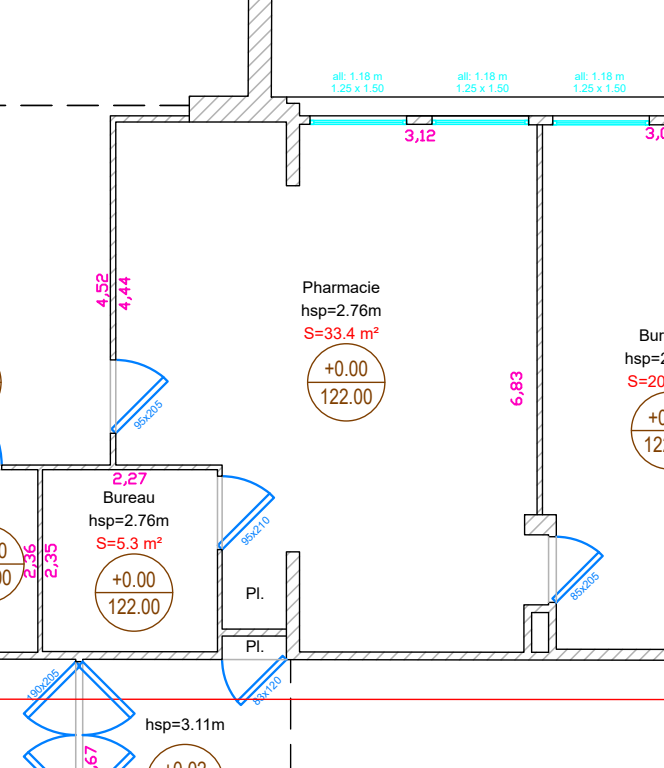 all: 1.18 m
1.25 x 1.50
all: 1.18 m
1.25 x 1.50
all: 1.18 m
1.25 x 1.50
3,12
4,52
4,44
Pharmacie
hsp=2.76m
S=33.4 m²
+0.00
122.00
6,83
95x205
2,27
Bureau
hsp=2.76m
S=5.3 m²
+0.00
122.00
2,36
2,35
95x210
85x205
Pl.
Pl.
190x205
83x120
hsp=3.11m